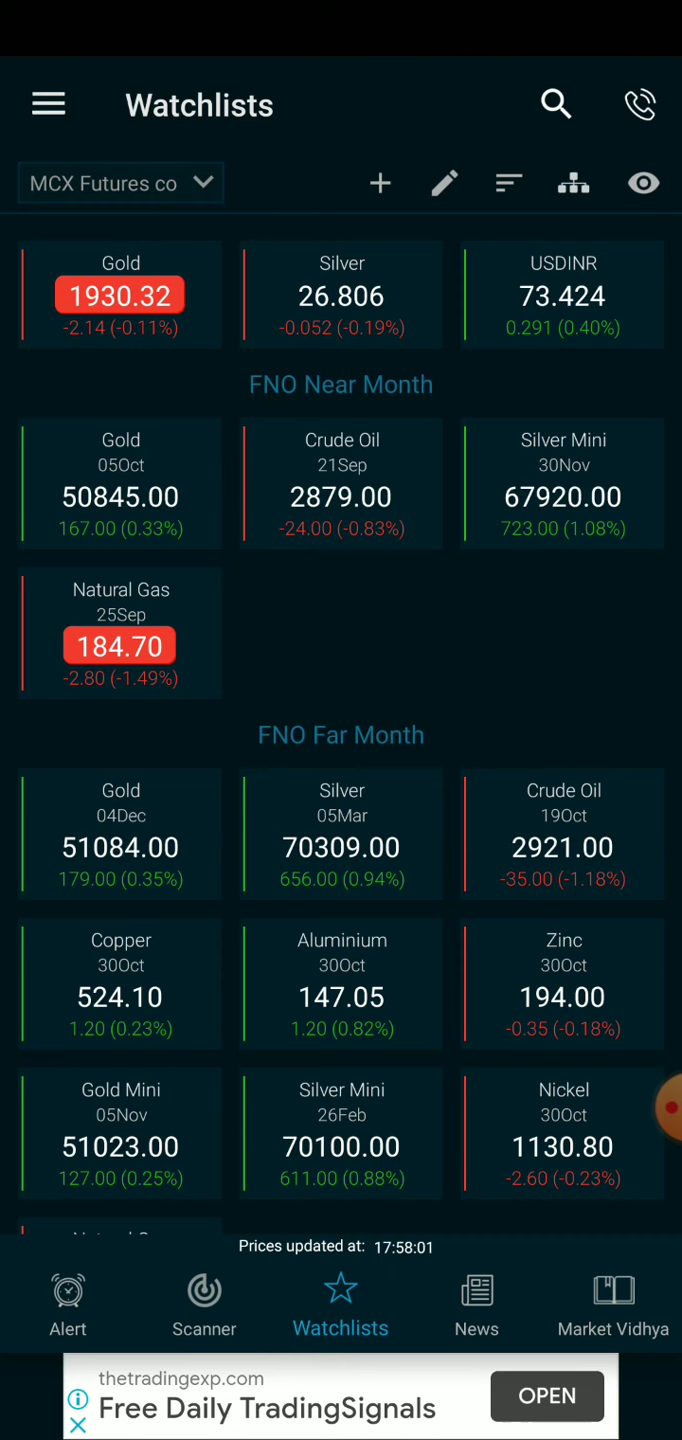 Watchlists
MCX Futures co
Gold
1930.32
-2.14 (-0.11%)
Silver
26.806
-0.052 (-0.19%)
USDINR
73.424
0.291 (0.40%)
FNO Near Month
Gold
05Oct
50845.00
167.00 (0.33%)
Crude Oil
21Sep
2879.00
-24.00 (-0.83%)
Silver Mini
30Nov
67920.00
723.00 (1.08%)
Natural Gas
25Sep
184.70
-2.80 (-1.49%)
FNO Far Month
Gold
04Dec
51084.00
179.00 (0.35%)
Silver
05Mar
70309.00
656.00 (0.94%)
Crude Oil
19Oct
2921.00
-35.00 (-1.18%)
Copper
30Oct
524.10
1.20 (0.23%)
Aluminium
30Oct
147.05
1.20 (0.82%)
Zinc
30Oct
194.00
-0.35 (-0.18%)
Gold Mini
05Nov
51023.00
127.00 (0.25%)
Silver Mini
26Feb
70100.00
611.00 (0.88%)
Nickel
30Oct
1130.80
-2.60 (-0.23%)
Prices updated at: 17:58:01
Alert
Scanner
Watchlists
News
Market Vidhya
thetradingexp.com
Free Daily TradingSignals
OPEN